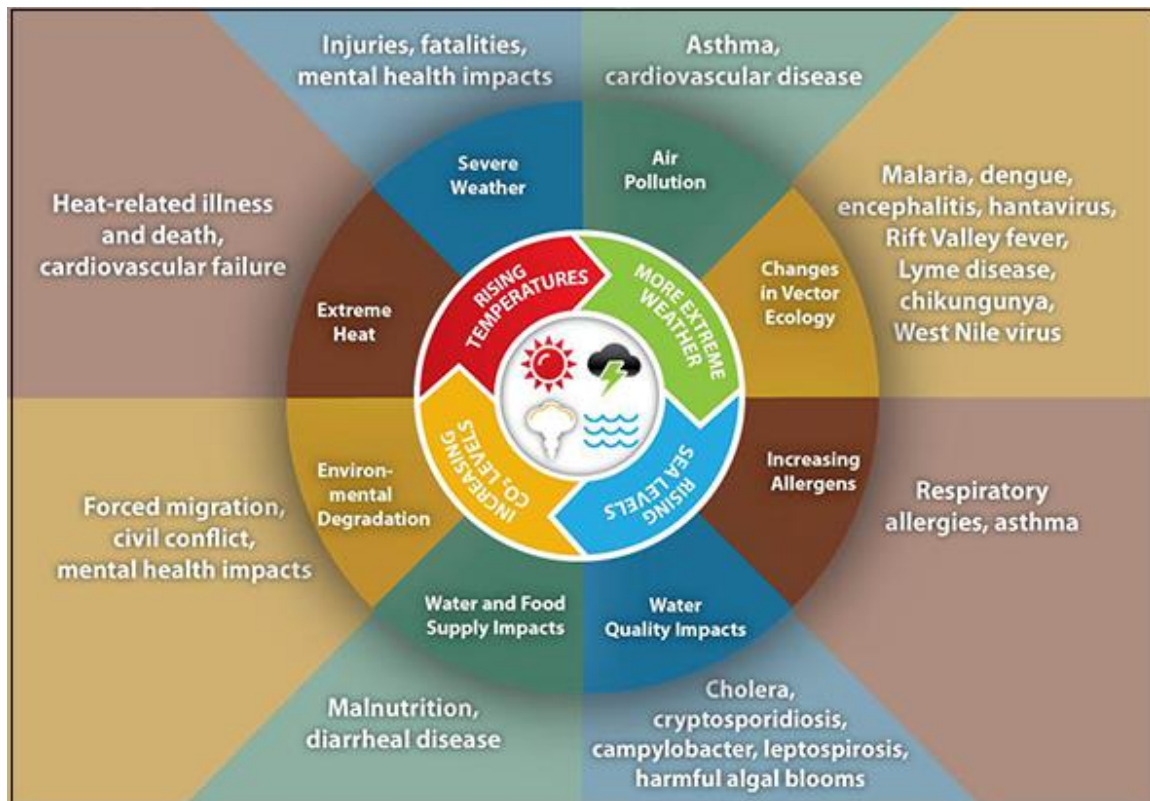 Injuries, fatalities,
mental health impacts
Asthma,
cardiovascular disease
Severe
Weather
Air
Pollution
Heat-related illness
and death,
cardiovascular failure
Malaria, dengue,
encephalitis, hantavirus,
Rift Valley fever,
Lyme disease,
chikungunya,
West Nile virus
Extreme
Heat
Changes
in Vector
Ecology
RISING
TEMPERATURES
MORE EXTREME
WEATHER
INCREASING
CO₂ LEVELS
RISING
SEA LEVELS
Environ-
mental
Degradation
Increasing
Allergens
Forced migration,
civil conflict,
mental health impacts
Respiratory
allergies, asthma
Water and Food
Supply Impacts
Water
Quality Impacts
Malnutrition,
diarrheal disease
Cholera,
cryptosporidiosis,
campylobacter, leptospirosis,
harmful algal blooms